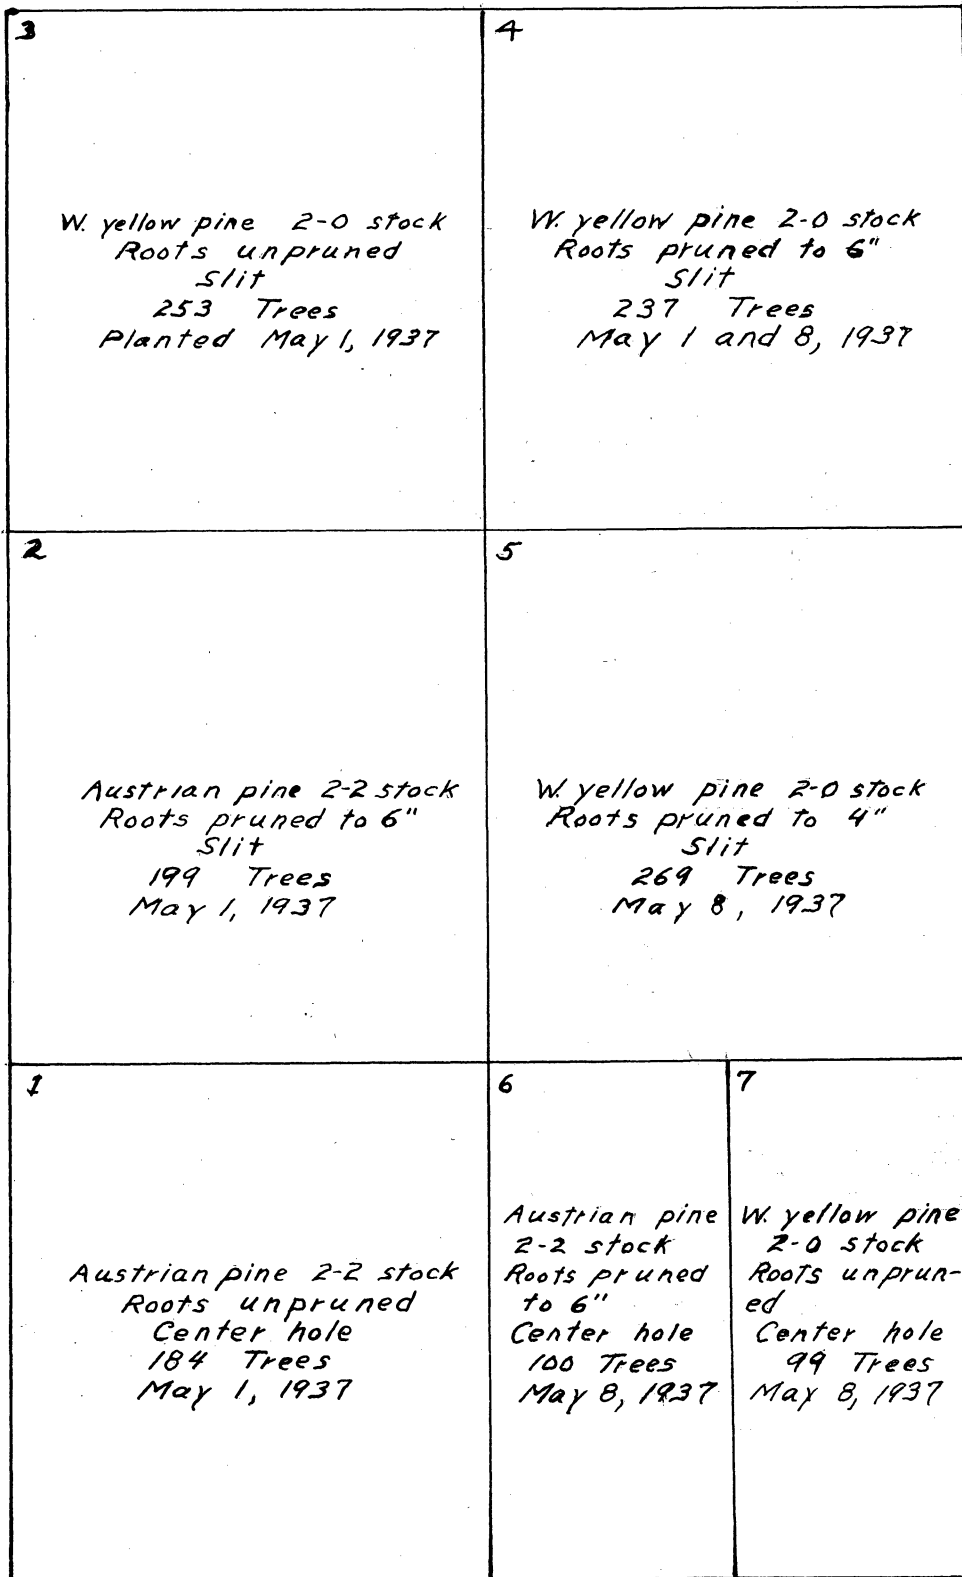 3
W. yellow pine 2-0 stock
Roots unpruned
Slit
253 Trees
Planted May 1, 1937
4
W. yellow pine 2-0 stock
Roots pruned to 6"
Slit
237 Trees
May 1 and 8, 1937
2
Austrian pine 2-2 stock
Roots pruned to 6"
Slit
199 Trees
May 1, 1937
5
W. yellow pine 2-0 stock
Roots pruned to 4"
Slit
269 Trees
May 8, 1937
1
Austrian pine 2-2 stock
Roots unpruned
Center hole
184 Trees
May 1, 1937
6
Austrian pine
2-2 stock
Roots pruned
to 6"
Center hole
100 Trees
May 8, 1937
7
W. yellow pine
2-0 stock
Roots unprun-
ed
Center hole
99 Trees
May 8, 1937